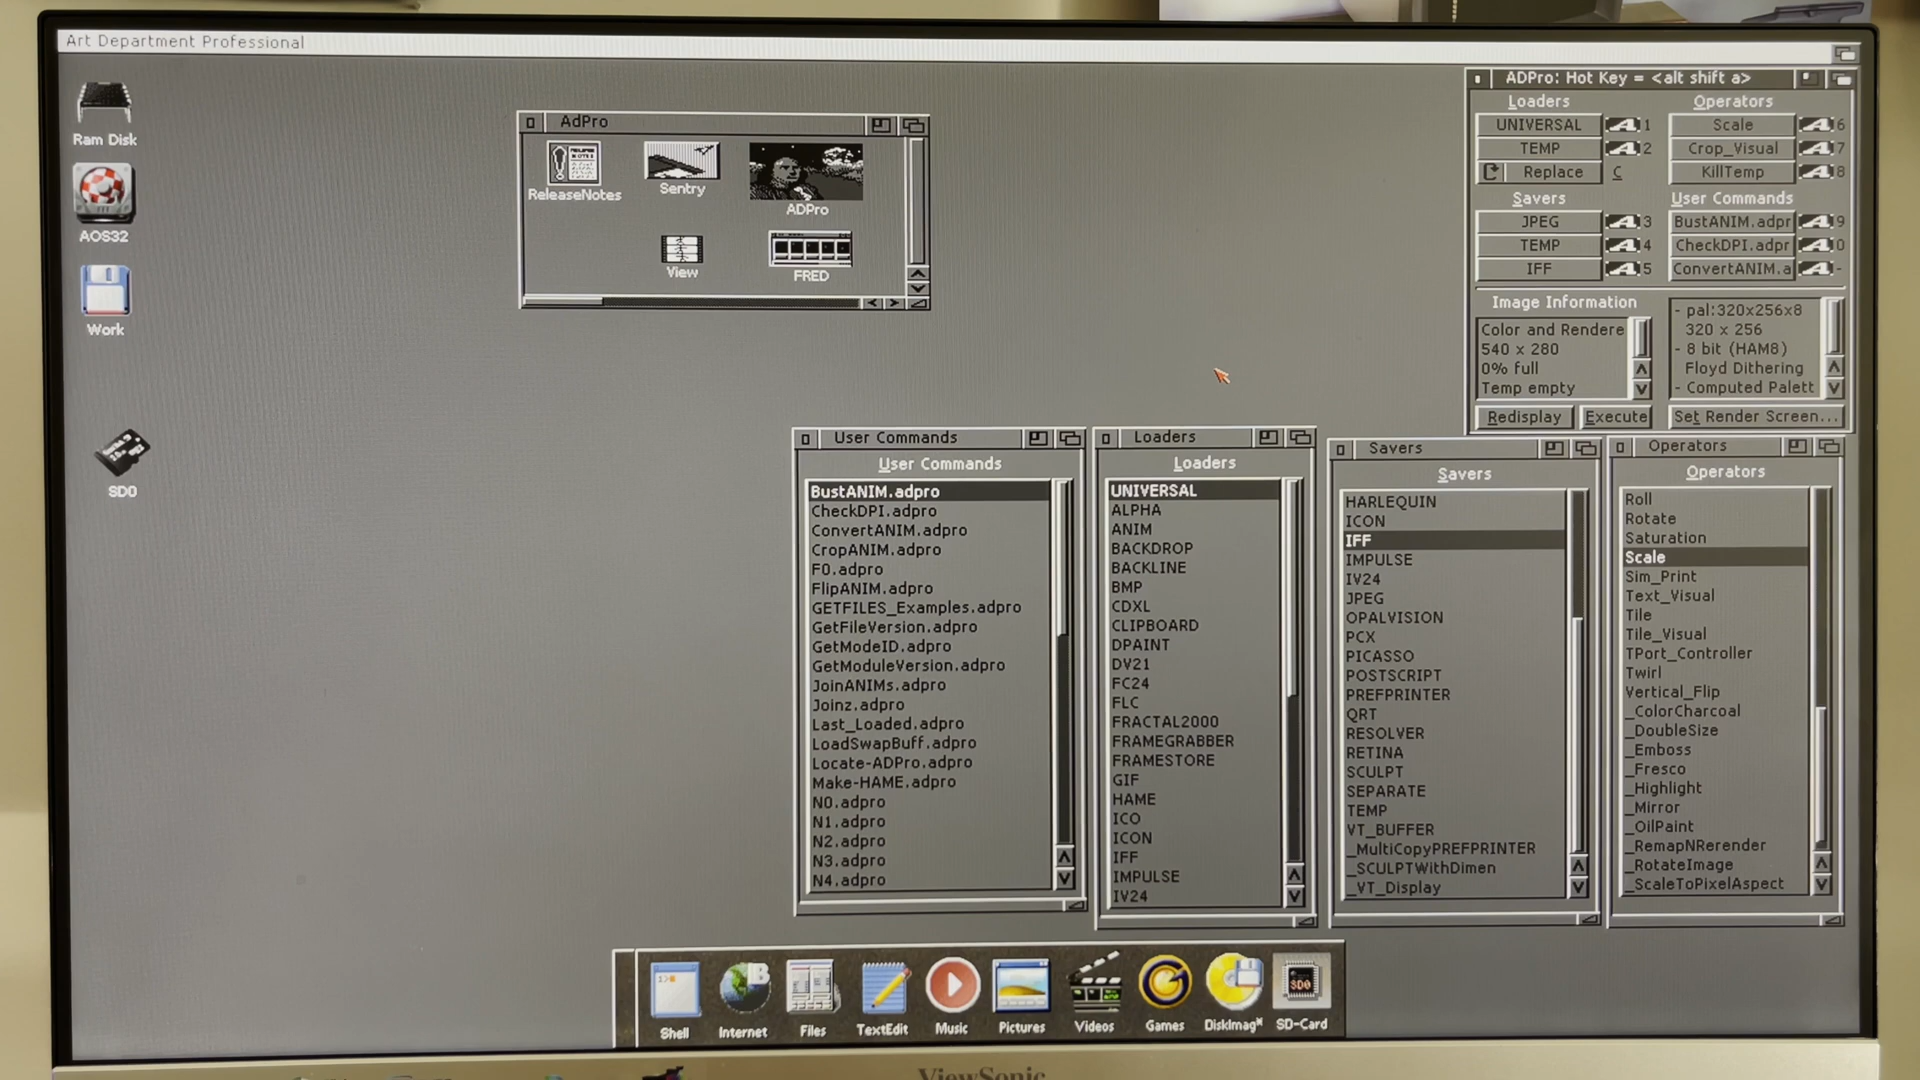 Art Department Professional
Ram Disk
AOS32
Work
SD0
AdPro
ReleaseNotes
Sentry
ADPro
View
FRED
ADPro: Hot Key = <alt shift a>
Loaders
UNIVERSAL
1
TEMP
2
Replace
C
Operators
Scale
6
Crop_Visual
7
KillTemp
8
Savers
JPEG
3
TEMP
4
IFF
5
User Commands
BustANIM.adpr
9
CheckDPI.adpr
0
ConvertANIM.a
-
Image Information
Color and Rendere
540 x 280
0% full
Temp empty
- pal:320x256x8
320 x 256
- 8 bit (HAM8)
Floyd Dithering
- Computed Palett
Redisplay
Execute
Set Render Screen...
User Commands
User Commands
BustANIM.adpro
CheckDPI.adpro
ConvertANIM.adpro
CropANIM.adpro
F0.adpro
FlipANIM.adpro
GETFILES_Examples.adpro
GetFileVersion.adpro
GetModeID.adpro
GetModuleVersion.adpro
JoinANIMs.adpro
Joinz.adpro
Last_Loaded.adpro
LoadSwapBuff.adpro
Locate-ADPro.adpro
Make-HAME.adpro
N0.adpro
N1.adpro
N2.adpro
N3.adpro
N4.adpro
Loaders
Loaders
UNIVERSAL
ALPHA
ANIM
BACKDROP
BACKLINE
BMP
CDXL
CLIPBOARD
DPAINT
DV21
FC24
FLC
FRACTAL2000
FRAMEGRABBER
FRAMESTORE
GIF
HAME
ICO
ICON
IFF
IMPULSE
IV24
Savers
Savers
HARLEQUIN
ICON
IFF
IMPULSE
IV24
JPEG
OPALVISION
PCX
PICASSO
POSTSCRIPT
PREFPRINTER
QRT
RESOLVER
RETINA
SCULPT
SEPARATE
TEMP
VT_BUFFER
_MultiCopyPREFPRINTER
_SCULPTWithDimen
_VT_Display
Operators
Operators
Roll
Rotate
Saturation
Scale
Sim_Print
Text_Visual
Tile
Tile_Visual
TPort_Controller
Twirl
Vertical_Flip
_ColorCharcoal
_DoubleSize
_Emboss
_Fresco
_Highlight
_Mirror
_OilPaint
_RemapNRerender
_RotateImage
_ScaleToPixelAspect
Shell
Internet
Files
TextEdit
Music
Pictures
Videos
Games
DiskImag*
SD0
SD-Card
ViewSonic